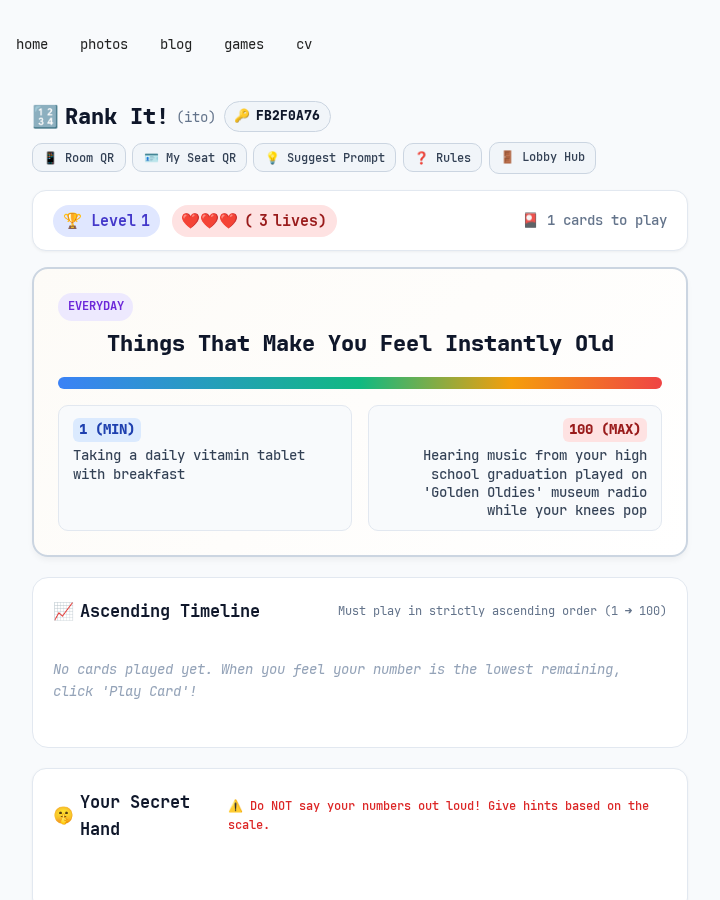 home photos blog games cv
🔢 Rank It! (ito) 🔑 FB2F0A76
📱 Room QR 🪪 My Seat QR 💡 Suggest Prompt ❓ Rules 🚪 Lobby Hub
🏆 Level 1 ❤️❤️❤️ ( 3 lives) 🎴 1 cards to play
EVERYDAY
Things That Make You Feel Instantly Old
1 (MIN)
Taking a daily vitamin tablet
with breakfast
100 (MAX)
Hearing music from your high
school graduation played on
'Golden Oldies' museum radio
while your knees pop
📈 Ascending Timeline Must play in strictly ascending order (1 → 100)
No cards played yet. When you feel your number is the lowest remaining,
click 'Play Card'!
🤫 Your Secret
Hand
⚠️ Do NOT say your numbers out loud! Give hints based on the
scale.